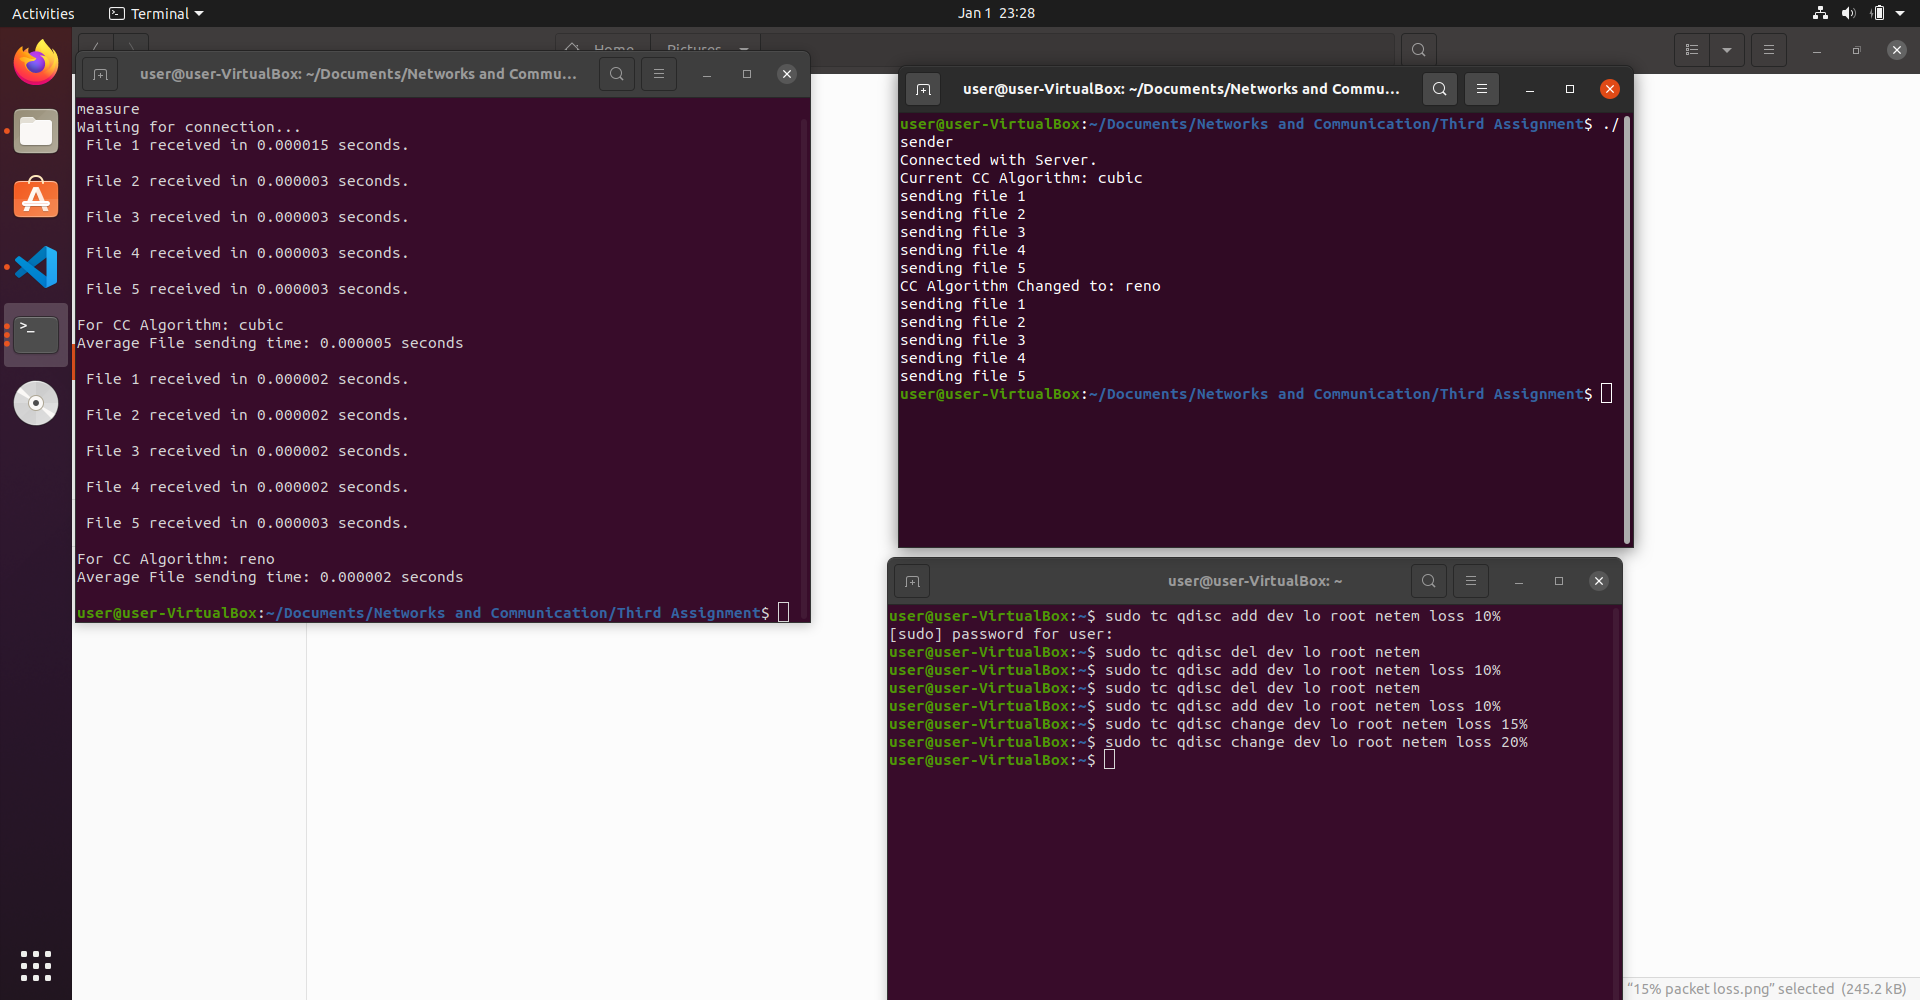 Activities
Terminal
Jan 1 23:28
Home
Pictures
user@user-VirtualBox: ~/Documents/Networks and Commu...
measure
Waiting for connection...
File 1 received in 0.000015 seconds.
File 2 received in 0.000003 seconds.
File 3 received in 0.000003 seconds.
File 4 received in 0.000003 seconds.
File 5 received in 0.000003 seconds.
For CC Algorithm: cubic
Average File sending time: 0.000005 seconds
File 1 received in 0.000002 seconds.
File 2 received in 0.000002 seconds.
File 3 received in 0.000002 seconds.
File 4 received in 0.000002 seconds.
File 5 received in 0.000003 seconds.
For CC Algorithm: reno
Average File sending time: 0.000002 seconds
user@user-VirtualBox:~/Documents/Networks and Communication/Third Assignment$
user@user-VirtualBox: ~/Documents/Networks and Commu...
user@user-VirtualBox:~/Documents/Networks and Communication/Third Assignment$ ./
sender
Connected with Server.
Current CC Algorithm: cubic
sending file 1
sending file 2
sending file 3
sending file 4
sending file 5
CC Algorithm Changed to: reno
sending file 1
sending file 2
sending file 3
sending file 4
sending file 5
user@user-VirtualBox:~/Documents/Networks and Communication/Third Assignment$
user@user-VirtualBox: ~
user@user-VirtualBox:~$ sudo tc qdisc add dev lo root netem loss 10%
[sudo] password for user:
user@user-VirtualBox:~$ sudo tc qdisc del dev lo root netem
user@user-VirtualBox:~$ sudo tc qdisc add dev lo root netem loss 10%
user@user-VirtualBox:~$ sudo tc qdisc del dev lo root netem
user@user-VirtualBox:~$ sudo tc qdisc add dev lo root netem loss 10%
user@user-VirtualBox:~$ sudo tc qdisc change dev lo root netem loss 15%
user@user-VirtualBox:~$ sudo tc qdisc change dev lo root netem loss 20%
user@user-VirtualBox:~$
“15% packet loss.png” selected (245.2 kB)